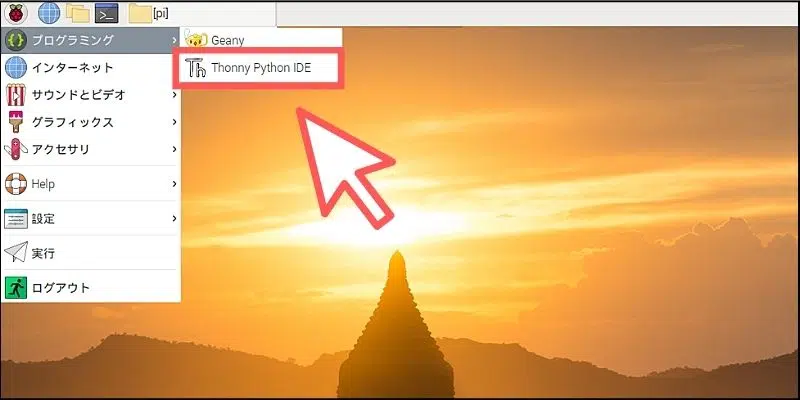 [pi]
プログラミング
Geany
Thonny Python IDE
インターネット
サウンドとビデオ
グラフィックス
アクセサリ
Help
設定
実行
ログアウト